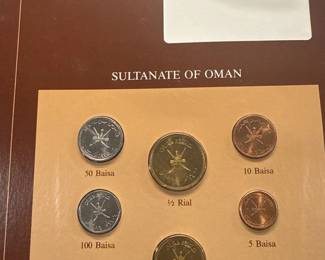 SULTANATE OF OMAN
50 Baisa
½ Rial
10 Baisa
100 Baisa
5 Baisa